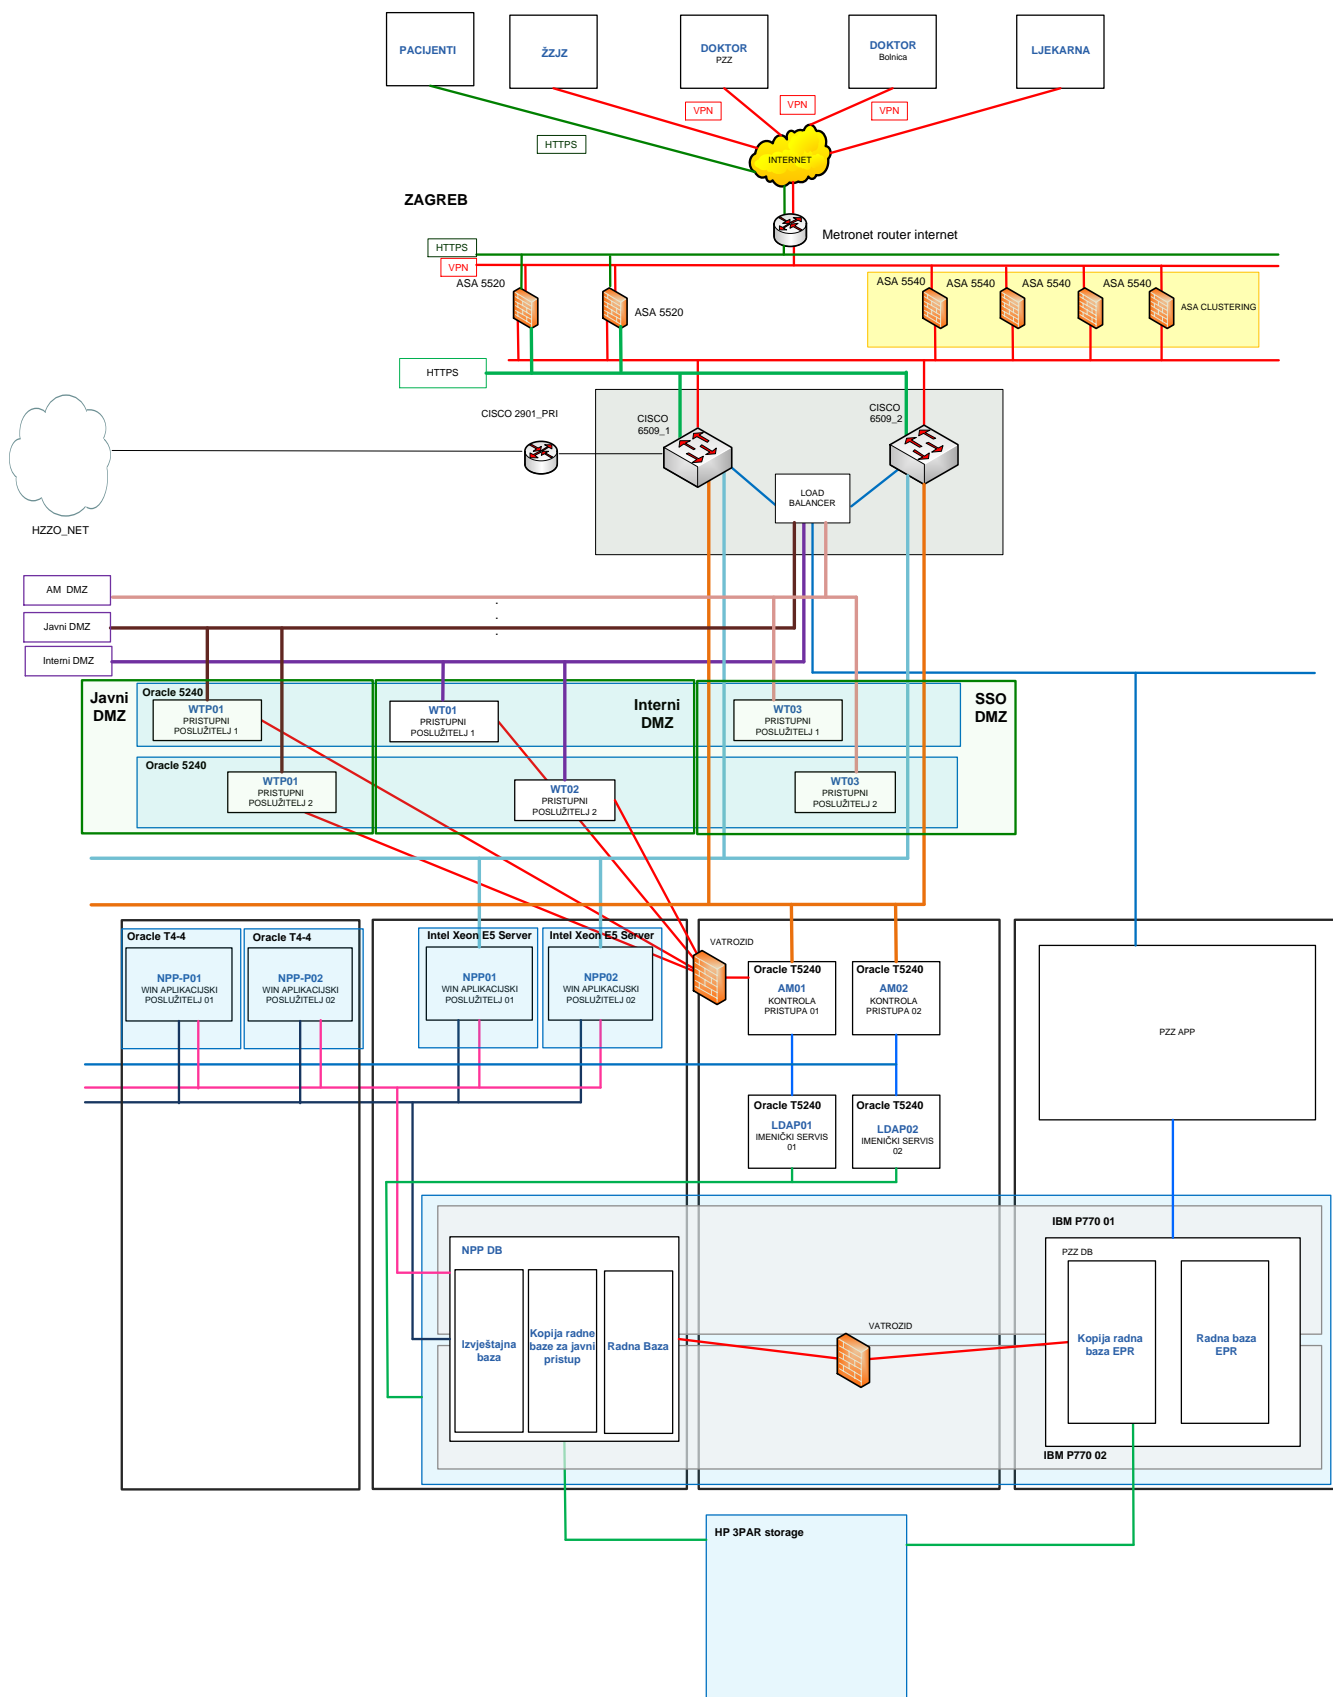 PACIJENTI
ŽZJZ
DOKTOR
PZZ
DOKTOR
Bolnica
LJEKARNA
VPN
VPN
VPN
HTTPS
INTERNET
ZAGREB
Metronet router internet
HTTPS
VPN
ASA 5520
ASA 5520
ASA 5540
ASA 5540
ASA 5540
ASA 5540
ASA CLUSTERING
HTTPS
CISCO 2901_PRI
CISCO
6509_1
CISCO
6509_2
LOAD
BALANCER
HZZO_NET
AM DMZ
Javni DMZ
Interni DMZ
.
.
.
Javni
DMZ
Oracle 5240
WTP01
PRISTUPNI
POSLUŽITELJ 1
WT01
PRISTUPNI
POSLUŽITELJ 1
Interni
DMZ
WT03
PRISTUPNI
POSLUŽITELJ 1
SSO
DMZ
Oracle 5240
WTP01
PRISTUPNI
POSLUŽITELJ 2
WT02
PRISTUPNI
POSLUŽITELJ 2
WT03
PRISTUPNI
POSLUŽITELJ 2
Oracle T4-4
NPP-P01
WIN APLIKACIJSKI
POSLUŽITELJ 01
Oracle T4-4
NPP-P02
WIN APLIKACIJSKI
POSLUŽITELJ 02
Intel Xeon E5 Server
NPP01
WIN APLIKACIJSKI
POSLUŽITELJ 01
Intel Xeon E5 Server
NPP02
WIN APLIKACIJSKI
POSLUŽITELJ 02
VATROZID
Oracle T5240
AM01
KONTROLA
PRISTUPA 01
Oracle T5240
AM02
KONTROLA
PRISTUPA 02
PZZ APP
Oracle T5240
LDAP01
IMENIČKI SERVIS
01
Oracle T5240
LDAP02
IMENIČKI SERVIS
02
IBM P770 01
NPP DB
Izvještajna
baza
Kopija radne
baze za javni
pristup
Radna Baza
VATROZID
PZZ DB
Kopija radna
baza EPR
Radna baza
EPR
IBM P770 02
HP 3PAR storage